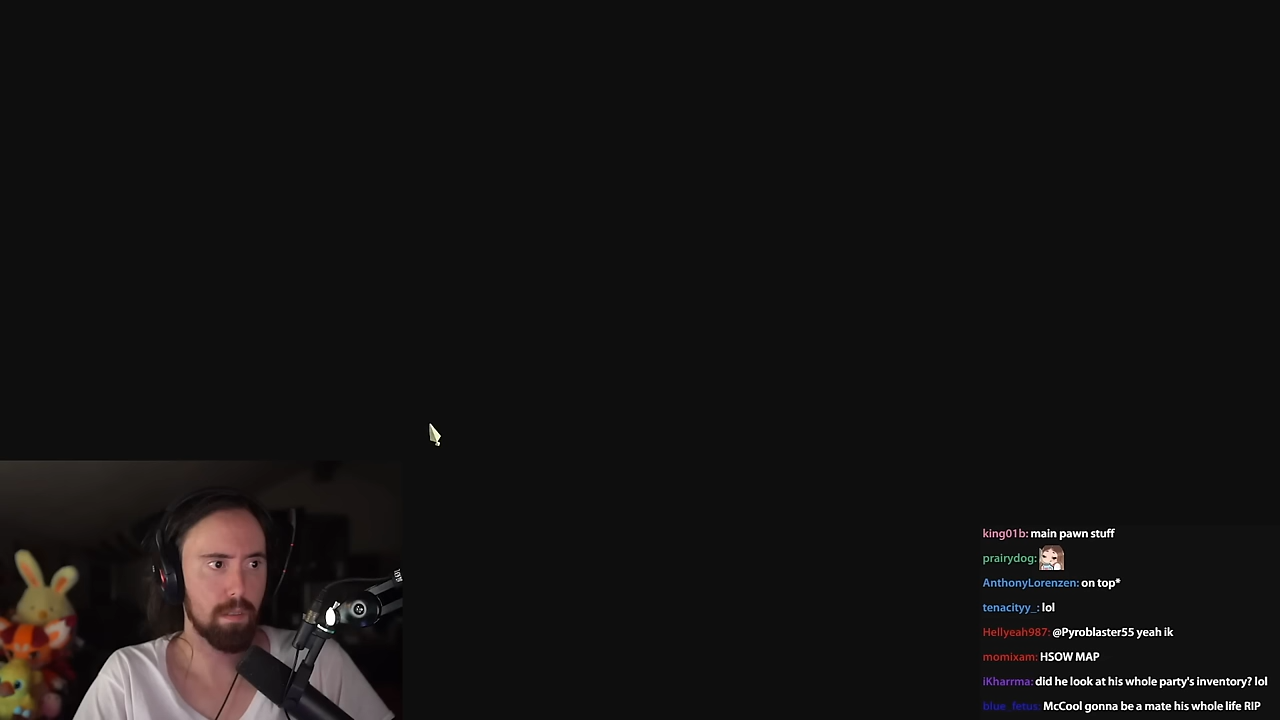 king01b: main pawn stuff
prairydog:
AnthonyLorenzen: on top*
tenacityy_: lol
Hellyeah987: @Pyroblaster55 yeah ik
momixam: HSOW MAP
iKharrma: did he look at his whole party's inventory? lol
blue_fetus: McCool gonna be a mate his whole life RIP